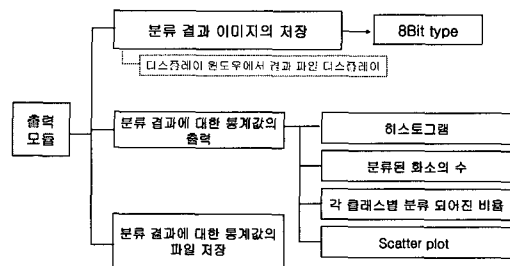 분류 결과 이미지의 저장
8Bit type
디스플레이 윈도우에서 결과 파일 디스플레이
출력
모듈
분류 결과에 대한 통계값의
출력
히스토그램
분류된 화소의 수
각 클래스별 분류 되어진 비율
Scatter plot
분류 결과에 대한 통계값의
파일 저장